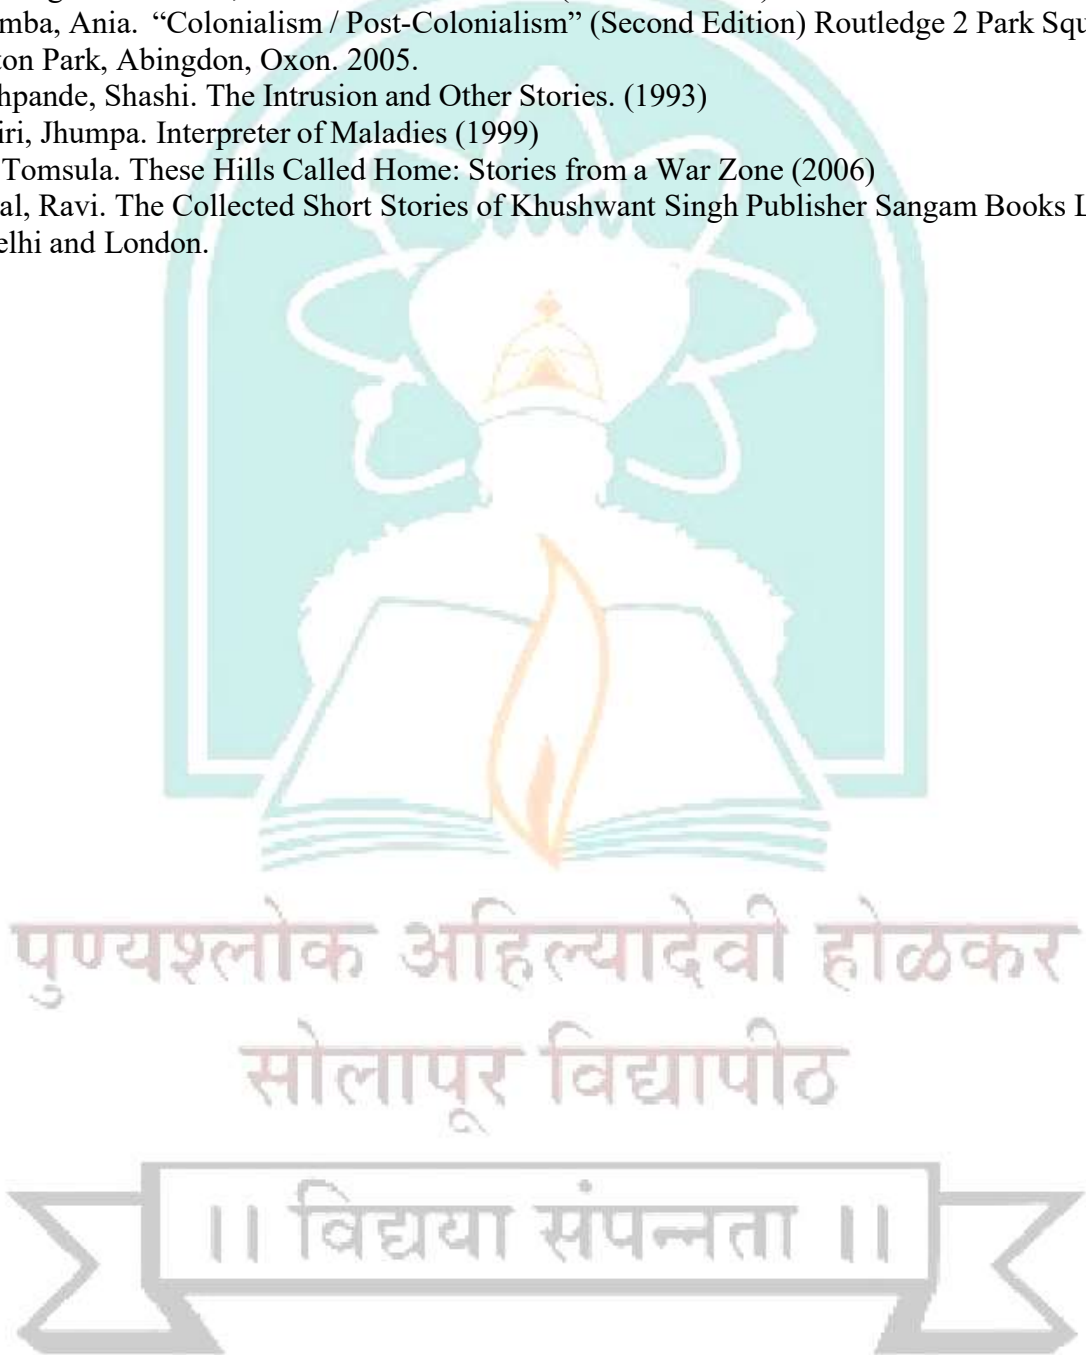 mba, Ania. “Colonialism / Post-Colonialism” (Second Edition) Routledge 2 Park Squ
on Park, Abingdon, Oxon. 2005.
hpande, Shashi. The Intrusion and Other Stories. (1993)
iri, Jhumpa. Interpreter of Maladies (1999)
Tomsula. These Hills Called Home: Stories from a War Zone (2006)
al, Ravi. The Collected Short Stories of Khushwant Singh Publisher Sangam Books L
elhi and London.
पुण्यश्लोक अहिल्यादेवी होळकर
सोलापूर विद्यापीठ
।। विद्यया संपन्नता ।।